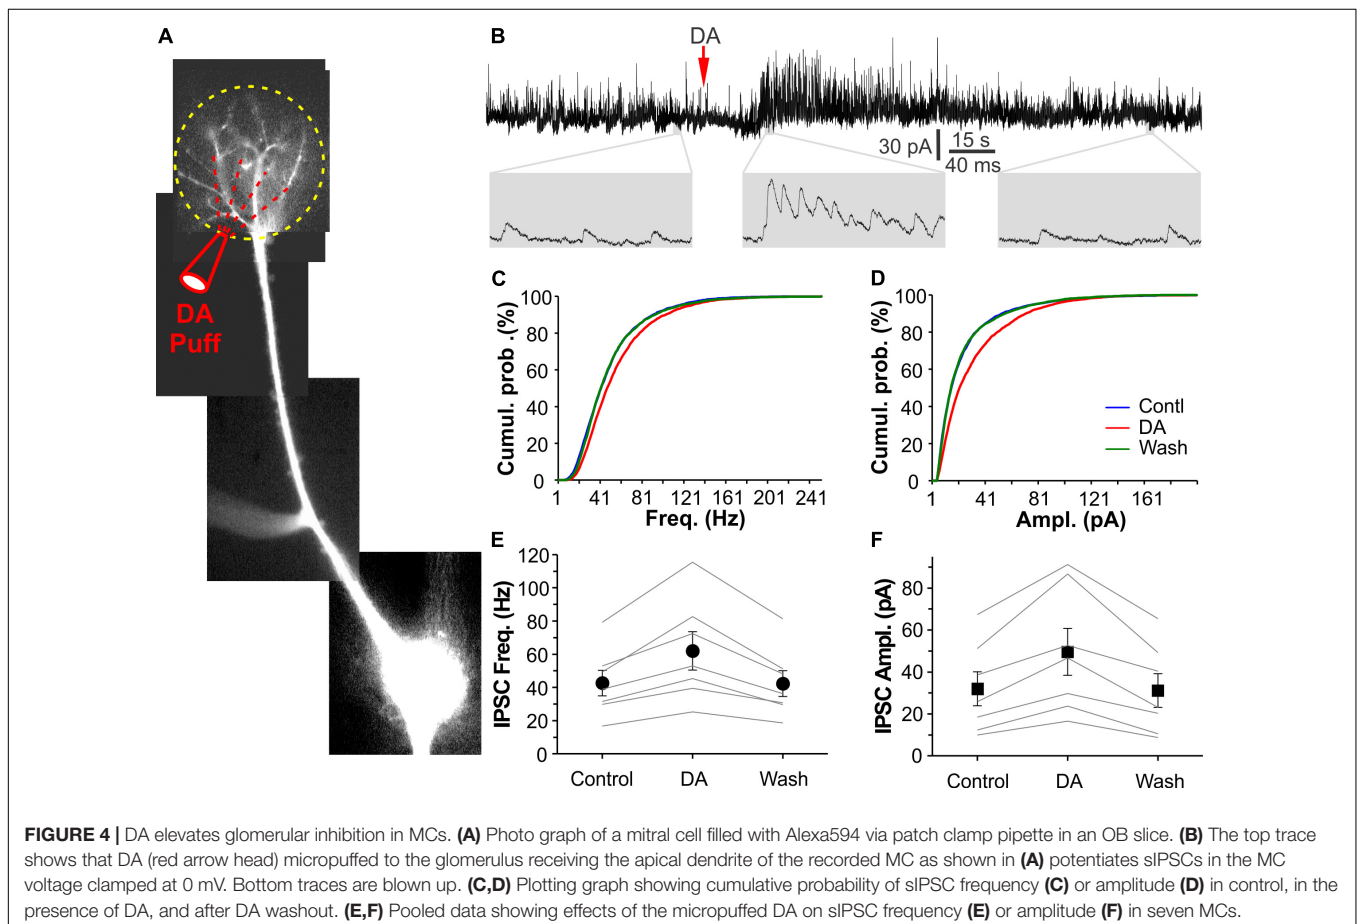 A
DA
Puff
B
DA
30 pA
15 s
40 ms
C
Cumul. prob .(%)
100
80
60
40
20
0
1 41 81 121 161 201 241
Freq. (Hz)
D
Cumul. prob. (%)
100
80
60
40
20
0
1 41 81 121 161
Ampl. (pA)
Contl
DA
Wash
E
IPSC Freq. (Hz)
120
100
80
60
40
20
0
Control DA Wash
F
IPSC Ampl. (pA)
80
60
40
20
0
Control DA Wash
FIGURE 4 | DA elevates glomerular inhibition in MCs. (A) Photo graph of a mitral cell filled with Alexa594 via patch clamp pipette in an OB slice. (B) The top trace
shows that DA (red arrow head) micropuffed to the glomerulus receiving the apical dendrite of the recorded MC as shown in (A) potentiates sIPSCs in the MC
voltage clamped at 0 mV. Bottom traces are blown up. (C,D) Plotting graph showing cumulative probability of sIPSC frequency (C) or amplitude (D) in control, in the
presence of DA, and after DA washout. (E,F) Pooled data showing effects of the micropuffed DA on sIPSC frequency (E) or amplitude (F) in seven MCs.